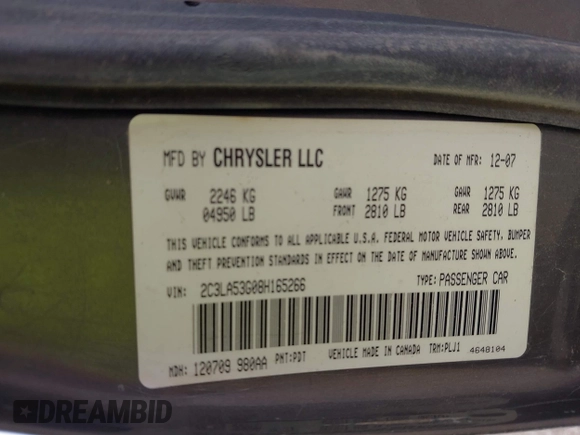 MFD BY CHRYSLER LLC DATE OF MFR: 12-07
GVWR 2246 KG GAWR 1275 KG GAWR 1275 KG
04950 LB FRONT 2810 LB REAR 2810 LB
THIS VEHICLE CONFORMS TO ALL APPLICABLE U.S.A. FEDERAL MOTOR VEHICLE SAFETY, BUMPER
AND THEFT PREVENTION STANDARDS IN EFFECT ON THE DATE OF MANUFACTURE SHOWN ABOVE.
VIN: 2C3LA53G08H165266 TYPE: PASSENGER CAR
MDH: 120709 980AA PNT:PDT VEHICLE MADE IN CANADA TRM:PLJ1 4648104
DREAMBID